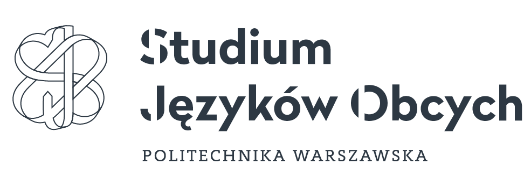 Studium
Języków Obcych
POLITECHNIKA WARSZAWSKA